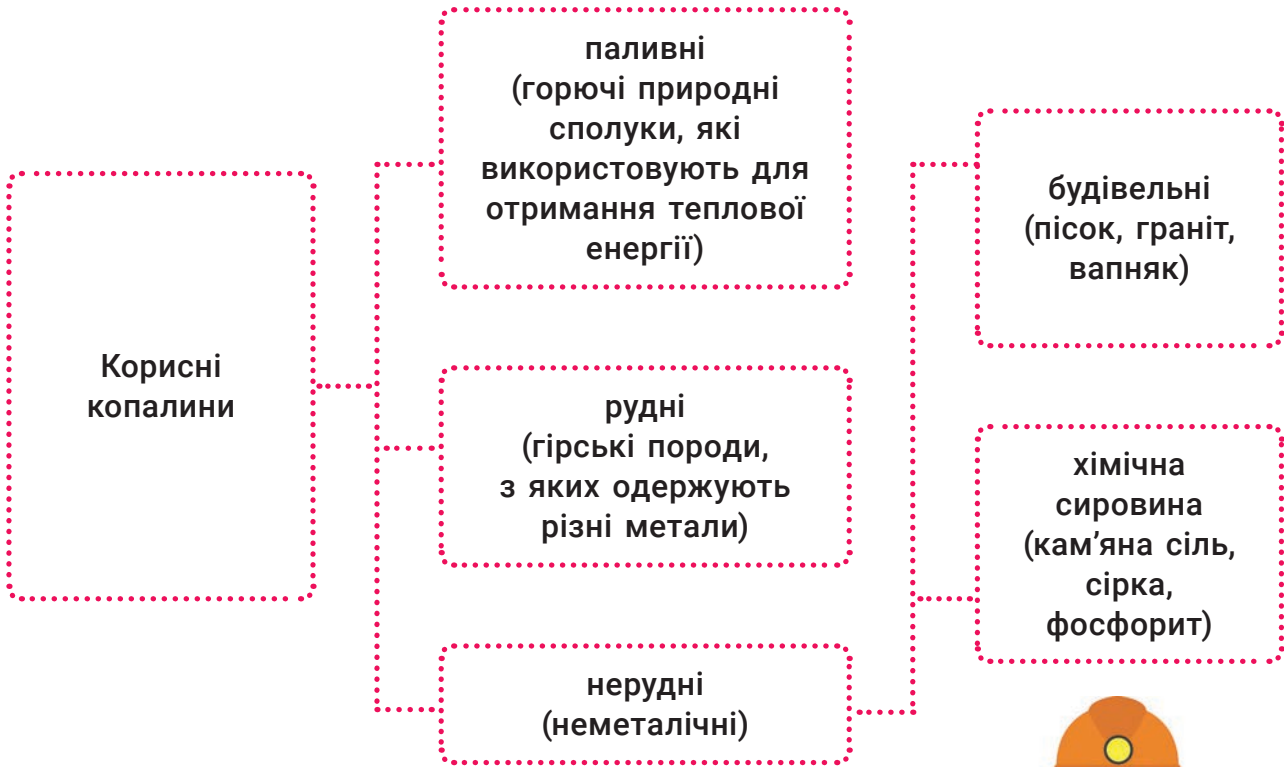 Корисні
копалини
паливні
(горючі природні
сполуки, які
використовують для
отримання теплової
енергії)
рудні
(гірські породи,
з яких одержують
різні метали)
нерудні
(неметалічні)
будівельні
(пісок, граніт,
вапняк)
хімічна
сировина
(кам’яна сіль,
сірка,
фосфорит)